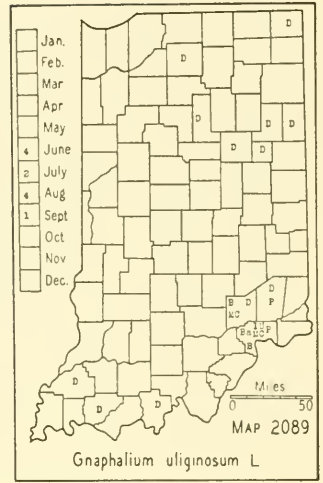 Jan.
Feb.
Mar
Apr
May
4 June
2 July
4 Aug
1 Sept
Oct
Nov
Dec.
D
D
D
D D
D D
D
B D P
MC
P
B
D
D
D
Miles
0 50
MAP 2089
Gnaphalium uliginosum L